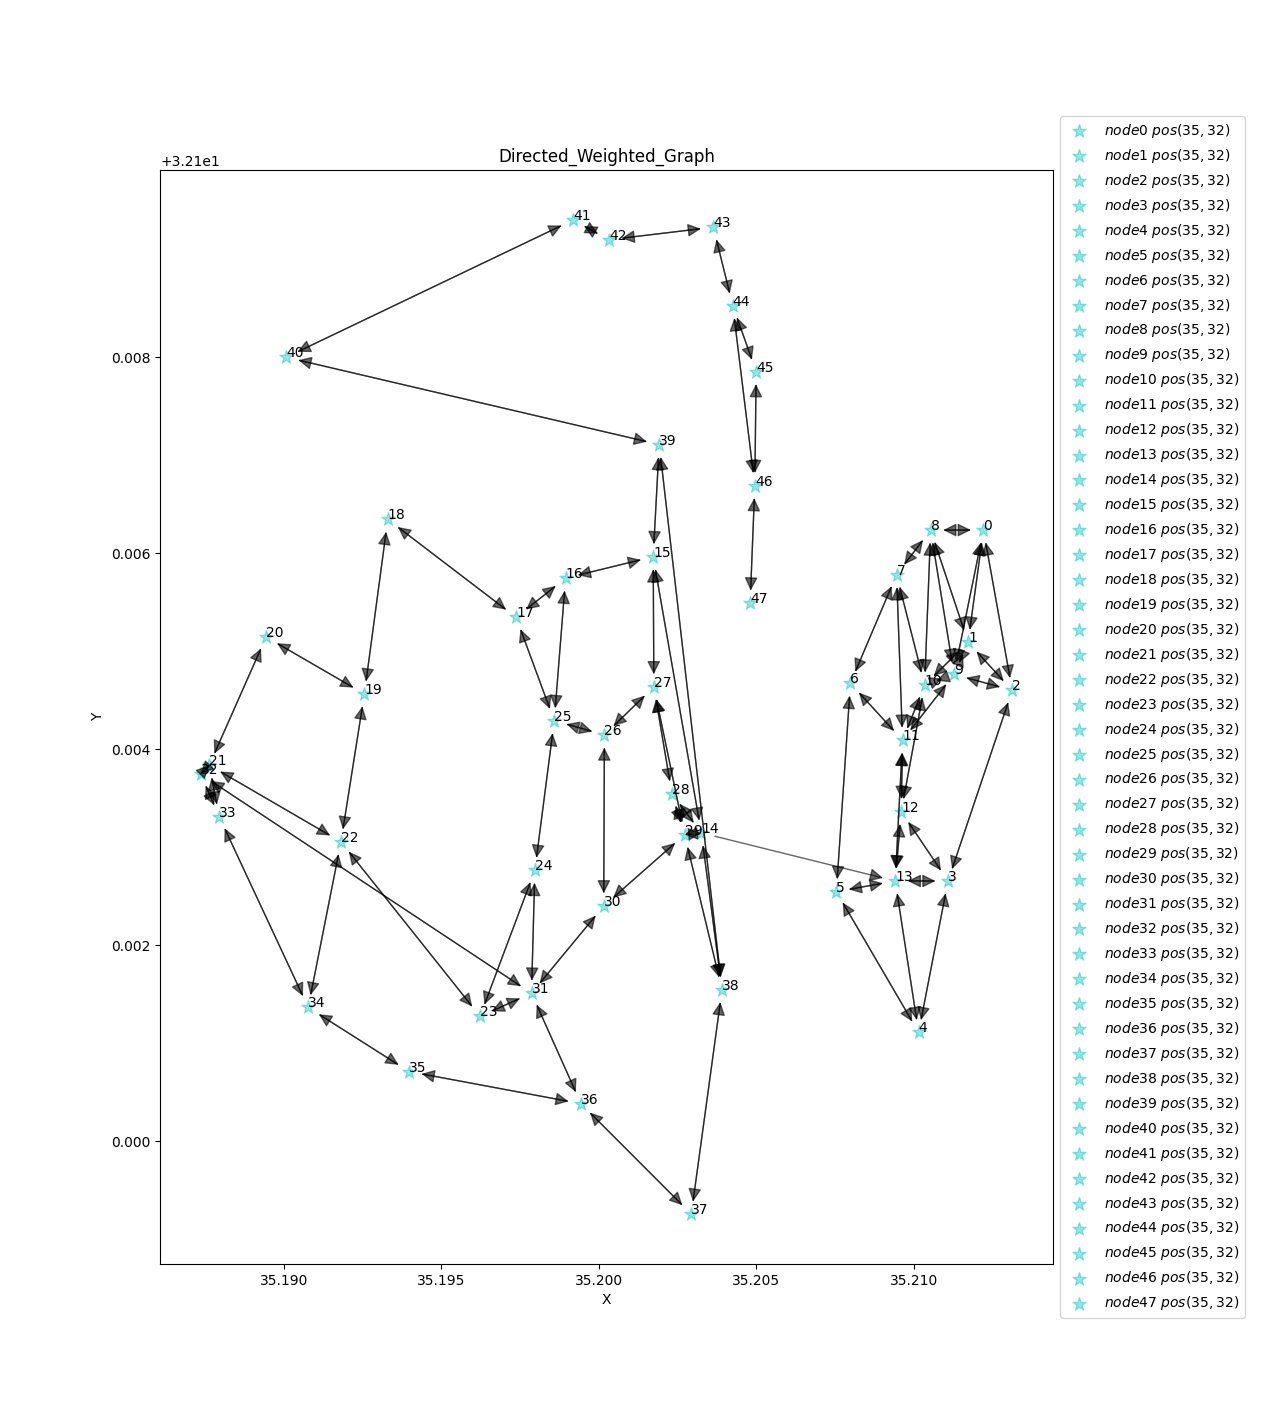 Directed_Weighted_Graph
+3.21e1
Y
0.008
0.006
0.004
0.002
0.000
35.190
35.195
35.200
35.205
35.210
X
41
42
43
44
40
45
39
46
18
8
0
15
16
7
47
17
20
1
9
6
10
27
2
19
25
26
11
21
32
28
12
33
29
14
22
24
13
3
5
30
31
38
34
23
4
35
36
37
node0 pos(35, 32)
node1 pos(35, 32)
node2 pos(35, 32)
node3 pos(35, 32)
node4 pos(35, 32)
node5 pos(35, 32)
node6 pos(35, 32)
node7 pos(35, 32)
node8 pos(35, 32)
node9 pos(35, 32)
node10 pos(35, 32)
node11 pos(35, 32)
node12 pos(35, 32)
node13 pos(35, 32)
node14 pos(35, 32)
node15 pos(35, 32)
node16 pos(35, 32)
node17 pos(35, 32)
node18 pos(35, 32)
node19 pos(35, 32)
node20 pos(35, 32)
node21 pos(35, 32)
node22 pos(35, 32)
node23 pos(35, 32)
node24 pos(35, 32)
node25 pos(35, 32)
node26 pos(35, 32)
node27 pos(35, 32)
node28 pos(35, 32)
node29 pos(35, 32)
node30 pos(35, 32)
node31 pos(35, 32)
node32 pos(35, 32)
node33 pos(35, 32)
node34 pos(35, 32)
node35 pos(35, 32)
node36 pos(35, 32)
node37 pos(35, 32)
node38 pos(35, 32)
node39 pos(35, 32)
node40 pos(35, 32)
node41 pos(35, 32)
node42 pos(35, 32)
node43 pos(35, 32)
node44 pos(35, 32)
node45 pos(35, 32)
node46 pos(35, 32)
node47 pos(35, 32)